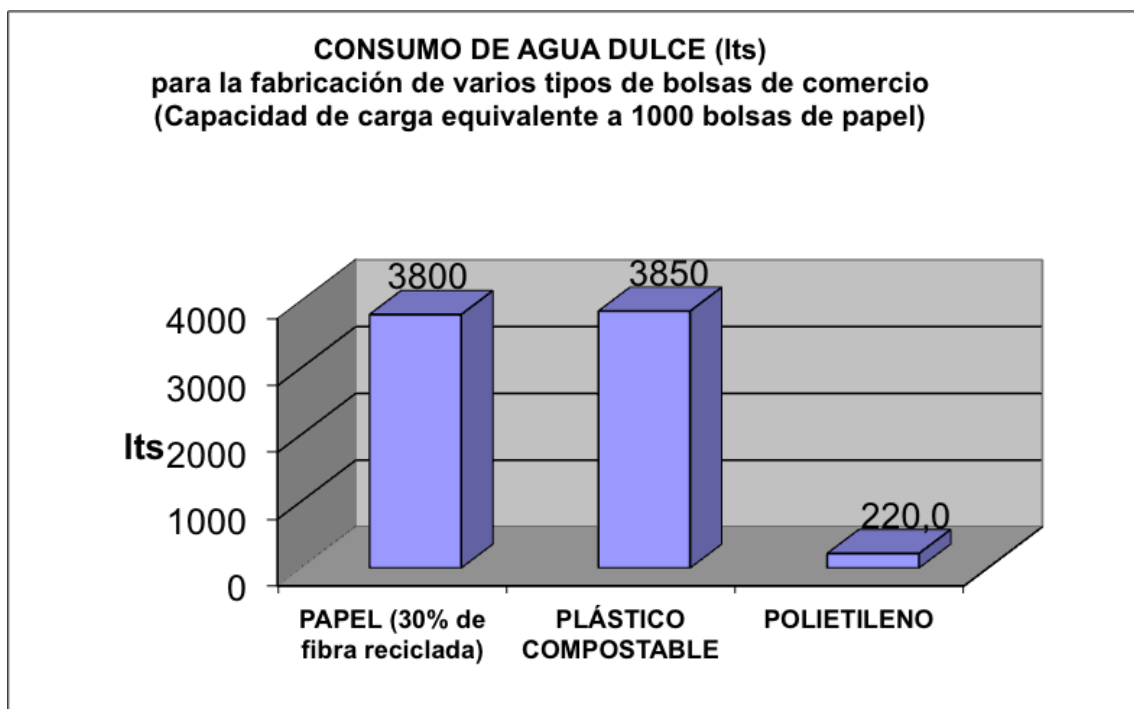 CONSUMO DE AGUA DULCE (lts)
para la fabricación de varios tipos de bolsas de comercio
(Capacidad de carga equivalente a 1000 bolsas de papel)
3800
3850
220,0
4000
3000
2000
1000
0
lts
PAPEL (30% de
fibra reciclada)
PLÁSTICO
COMPOSTABLE
POLIETILENO